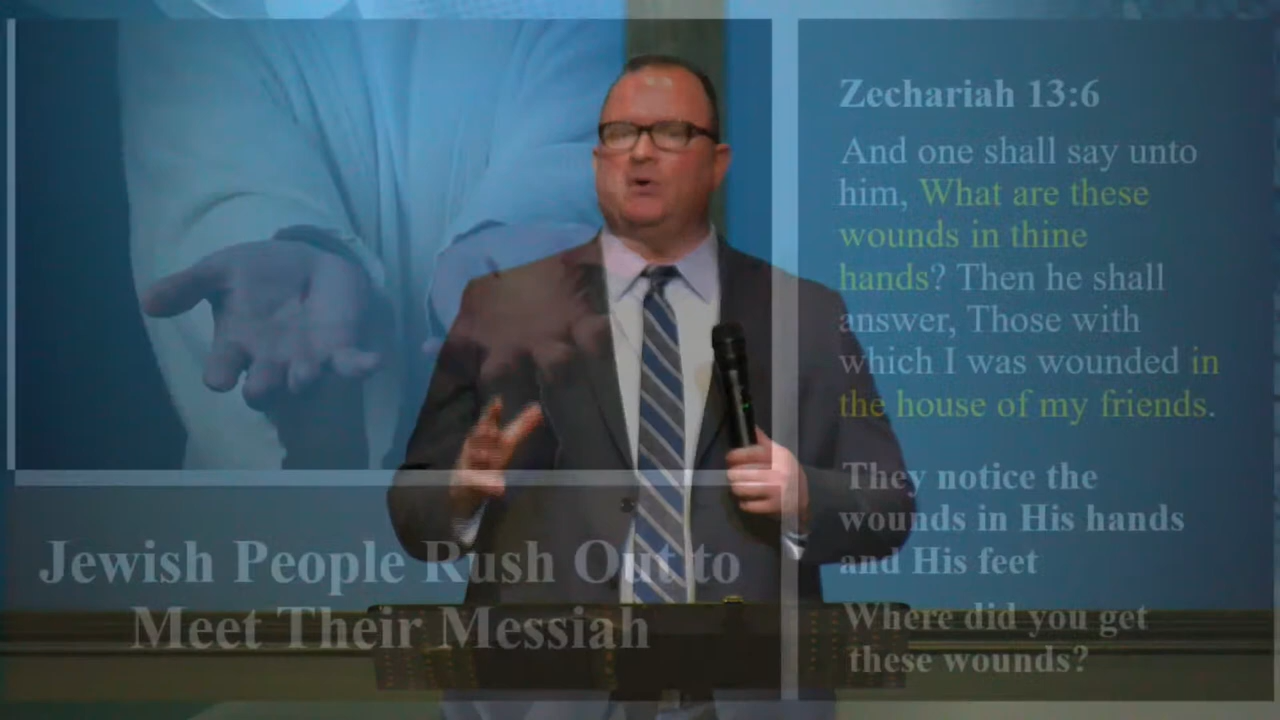 Zechariah 13:6
And one shall say unto
him, What are these
wounds in thine
hands? Then he shall
answer, Those with
which I was wounded in
the house of my friends.
They notice the
wounds in His hands
and His feet
Where did you get
these wounds?
Jewish People Rush Out to
Meet Their Messiah